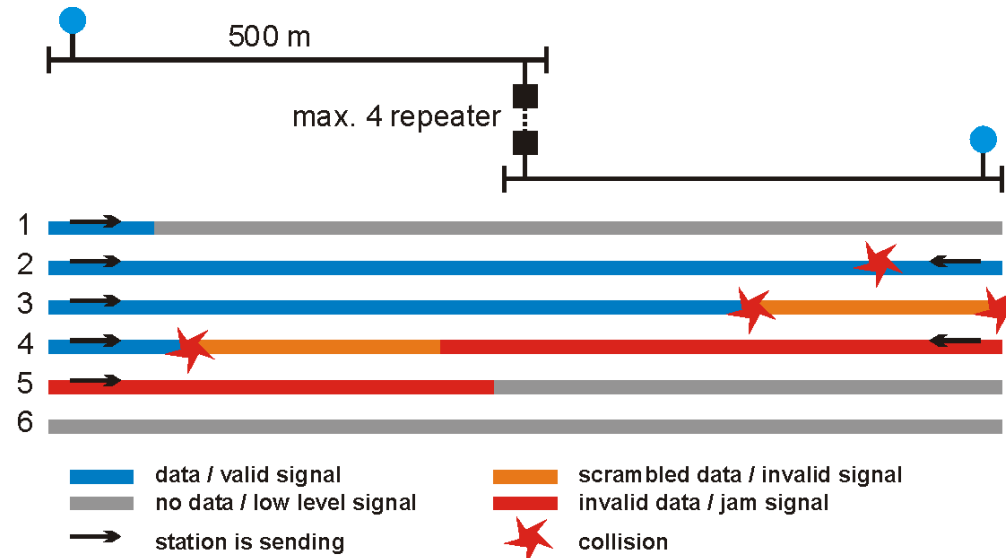 500 m
max. 4 repeater
1
2
3
4
5
6
data / valid signal
scrambled data / invalid signal
no data / low level signal
invalid data / jam signal
station is sending
collision